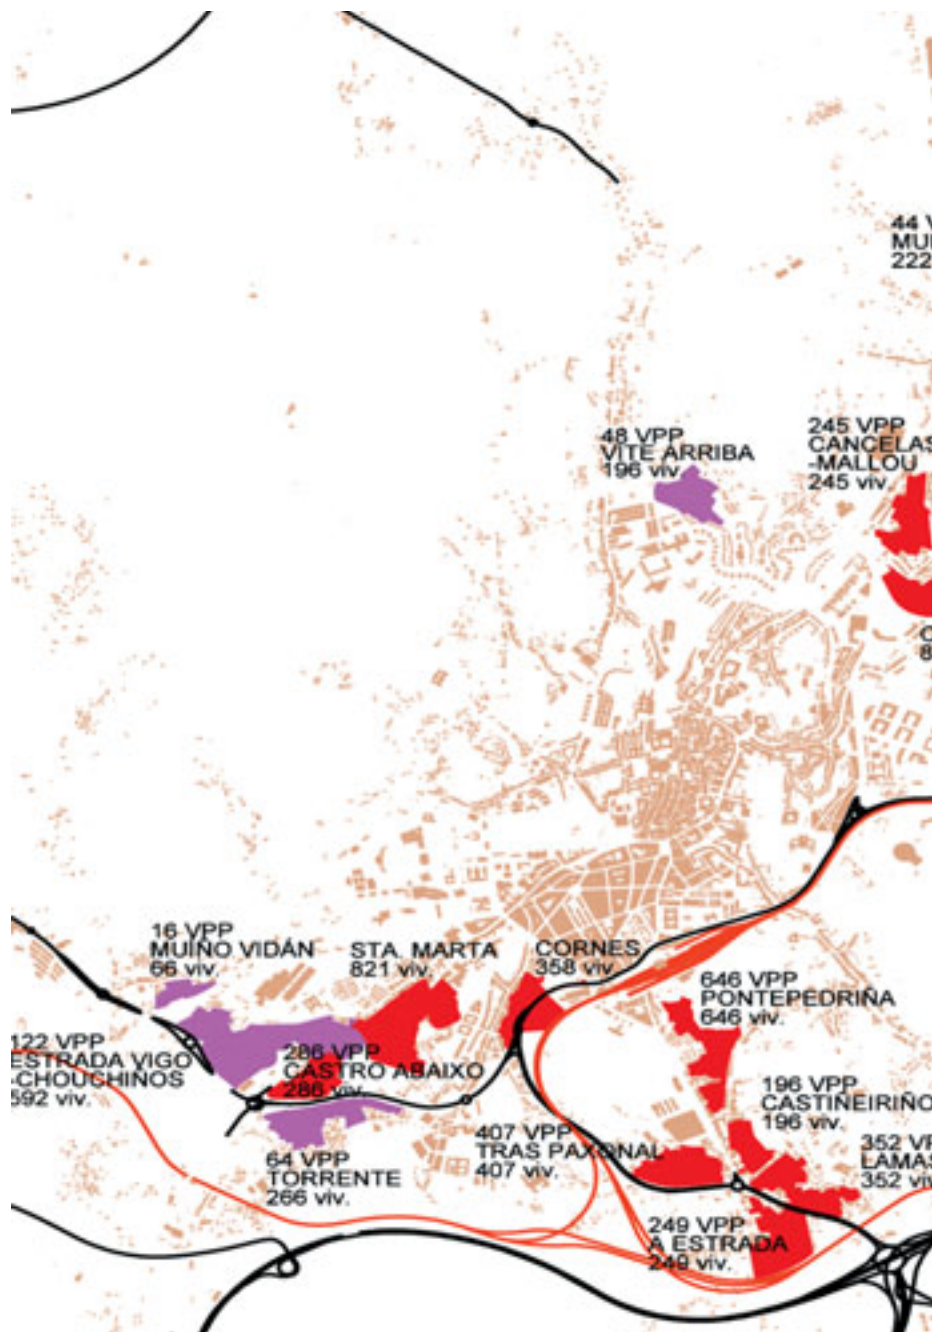 44 V
222
48 VPP
VITE ARRIBA
196 viv.
245 VPP
CANCELAS
-MALLOU
245 viv.
16 VPP
MUIÑO VIDÁN
66 viv.
STA. MARTA
821 viv.
CORNES
358 viv.
646 VPP
PONTEPEDRIÑA
646 viv.
122 VPP
ESTRADA VIGO
-CHOUCHIÑOS
592 viv.
286 VPP
CASTRO ABAIXO
286 viv.
196 VPP
CASTIÑEIRIÑO
196 viv.
407 VPP
TRAS PAXONAL
407 viv.
352 VPP
LAMAS
352 viv
64 VPP
TORRENTE
266 viv.
249 VPP
A ESTRADA
249 viv.